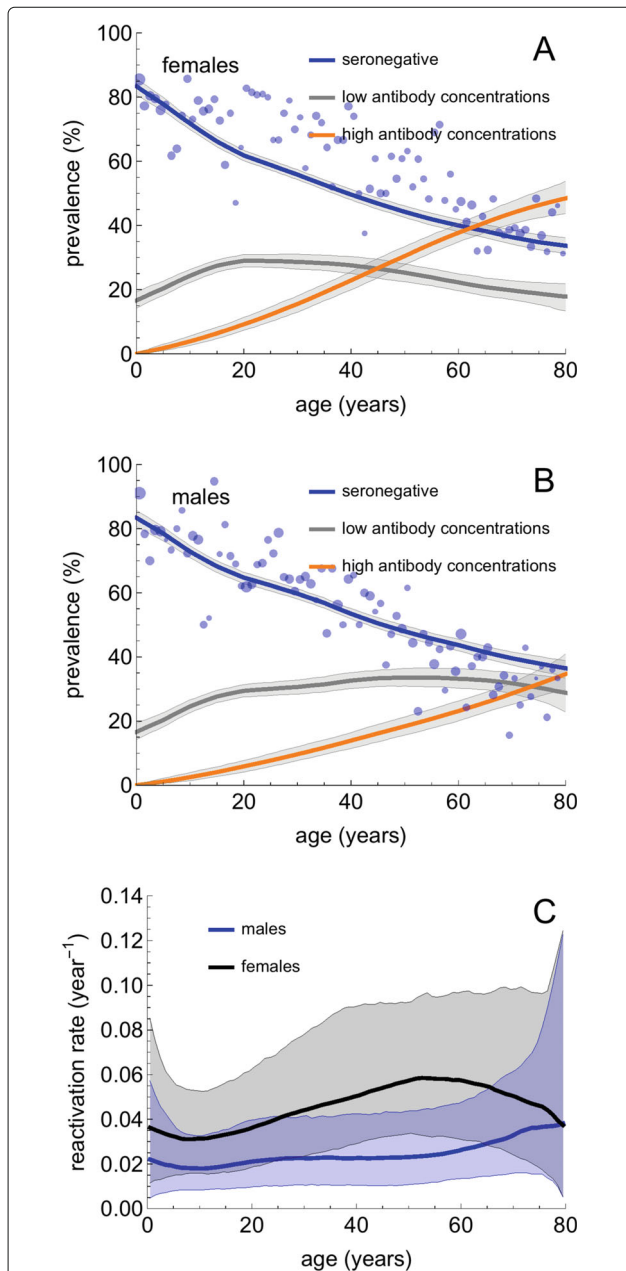 100
A
females
seronegative
80
low antibody concentrations
high antibody concentrations
60
prevalence (%)
40
20
0
0 20 40 60 80
age (years)
100
B
males
seronegative
80
low antibody concentrations
high antibody concentrations
60
prevalence (%)
40
20
0
0 20 40 60 80
age (years)
0.14
C
males
0.12
females
0.10
0.08
reactivation rate (year⁻¹)
0.06
0.04
0.02
0.00
0 20 40 60 80
age (years)